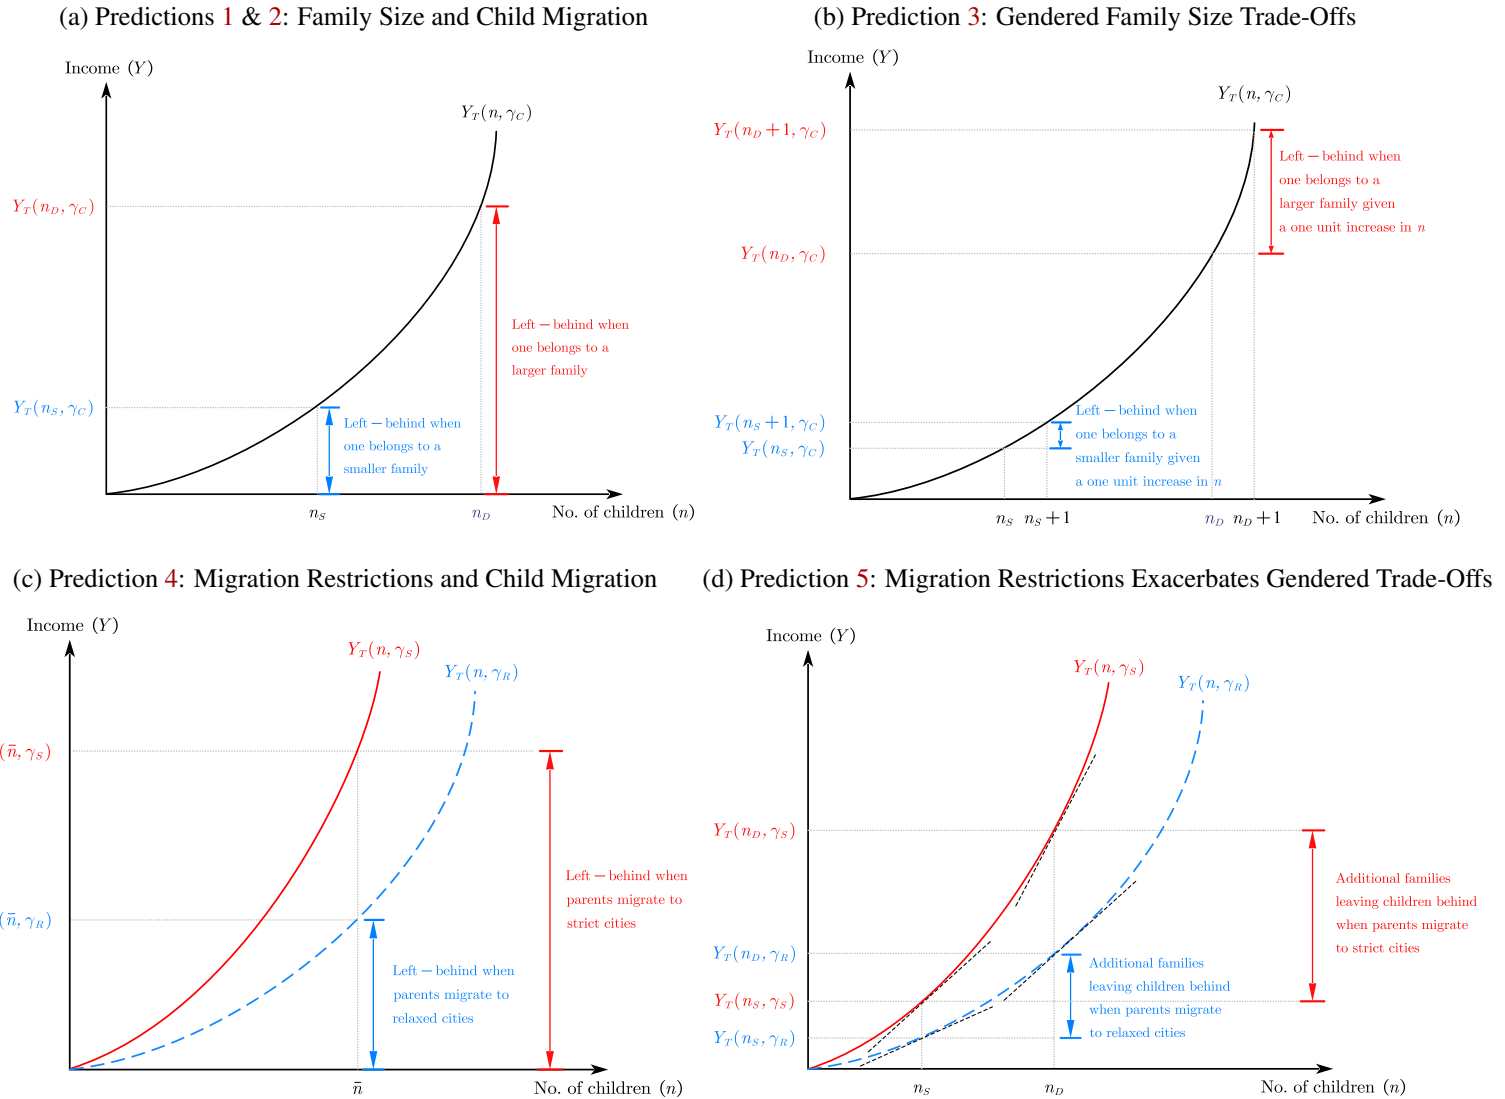 (a) Predictions 1 & 2: Family Size and Child Migration
Income (Y)
Y_T(n, γ_C)
Y_T(n_D, γ_C)
Left − behind when
one belongs to a
larger family
Y_T(n_S, γ_C)
Left − behind when
one belongs to a
smaller family
n_S
n_D
No. of children (n)
(b) Prediction 3: Gendered Family Size Trade-Offs
Income (Y)
Y_T(n, γ_C)
Y_T(n_D+1, γ_C)
Left − behind when
one belongs to a
larger family given
a one unit increase in n
Y_T(n_D, γ_C)
Y_T(n_S+1, γ_C)
Y_T(n_S, γ_C)
Left − behind when
one belongs to a
smaller family given
a one unit increase in n
n_S
n_S+1
n_D
n_D+1
No. of children (n)
(c) Prediction 4: Migration Restrictions and Child Migration
Income (Y)
Y_T(n, γ_S)
Y_T(n, γ_R)
(n̄, γ_S)
Left − behind when
parents migrate to
strict cities
(n̄, γ_R)
Left − behind when
parents migrate to
relaxed cities
n̄
No. of children (n)
(d) Prediction 5: Migration Restrictions Exacerbates Gendered Trade-Offs
Income (Y)
Y_T(n, γ_S)
Y_T(n, γ_R)
Y_T(n_D, γ_S)
Additional families
leaving children behind
when parents migrate
to strict cities
Y_T(n_D, γ_R)
Y_T(n_S, γ_S)
Y_T(n_S, γ_R)
Additional families
leaving children behind
when parents migrate
to relaxed cities
n_S
n_D
No. of children (n)